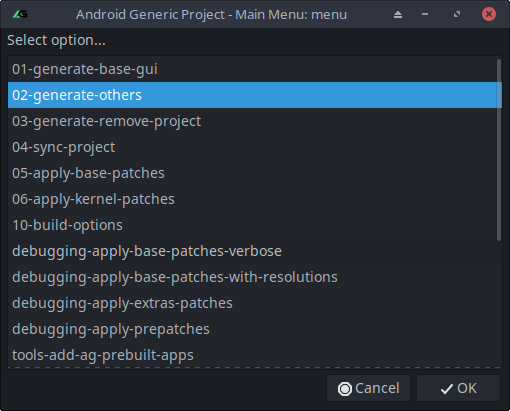 Android Generic Project - Main Menu: menu
Select option...
01-generate-base-gui
02-generate-others
03-generate-remove-project
04-sync-project
05-apply-base-patches
06-apply-kernel-patches
10-build-options
debugging-apply-base-patches-verbose
debugging-apply-base-patches-with-resolutions
debugging-apply-extras-patches
debugging-apply-prepatches
tools-add-ag-prebuilt-apps
Cancel OK